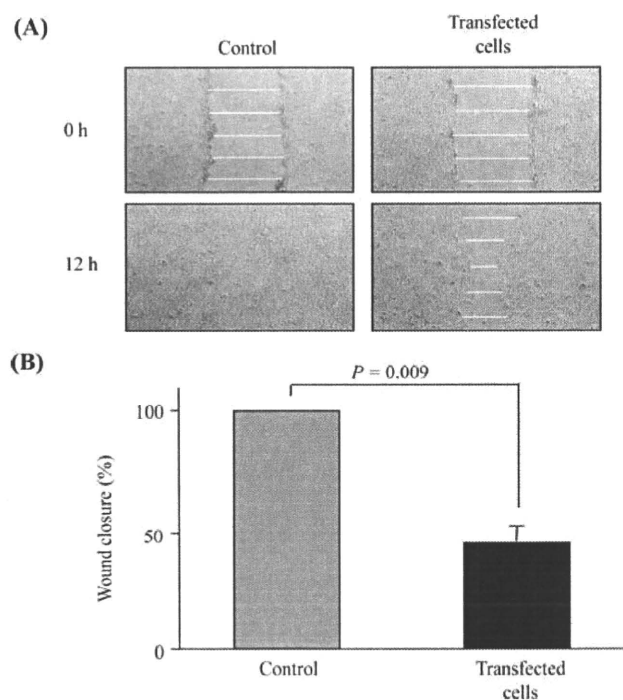 (A)
Control
Transfected
cells
0 h
12 h
(B)
P = 0.009
100
50
0
Wound closure (%)
Control
Transfected
cells